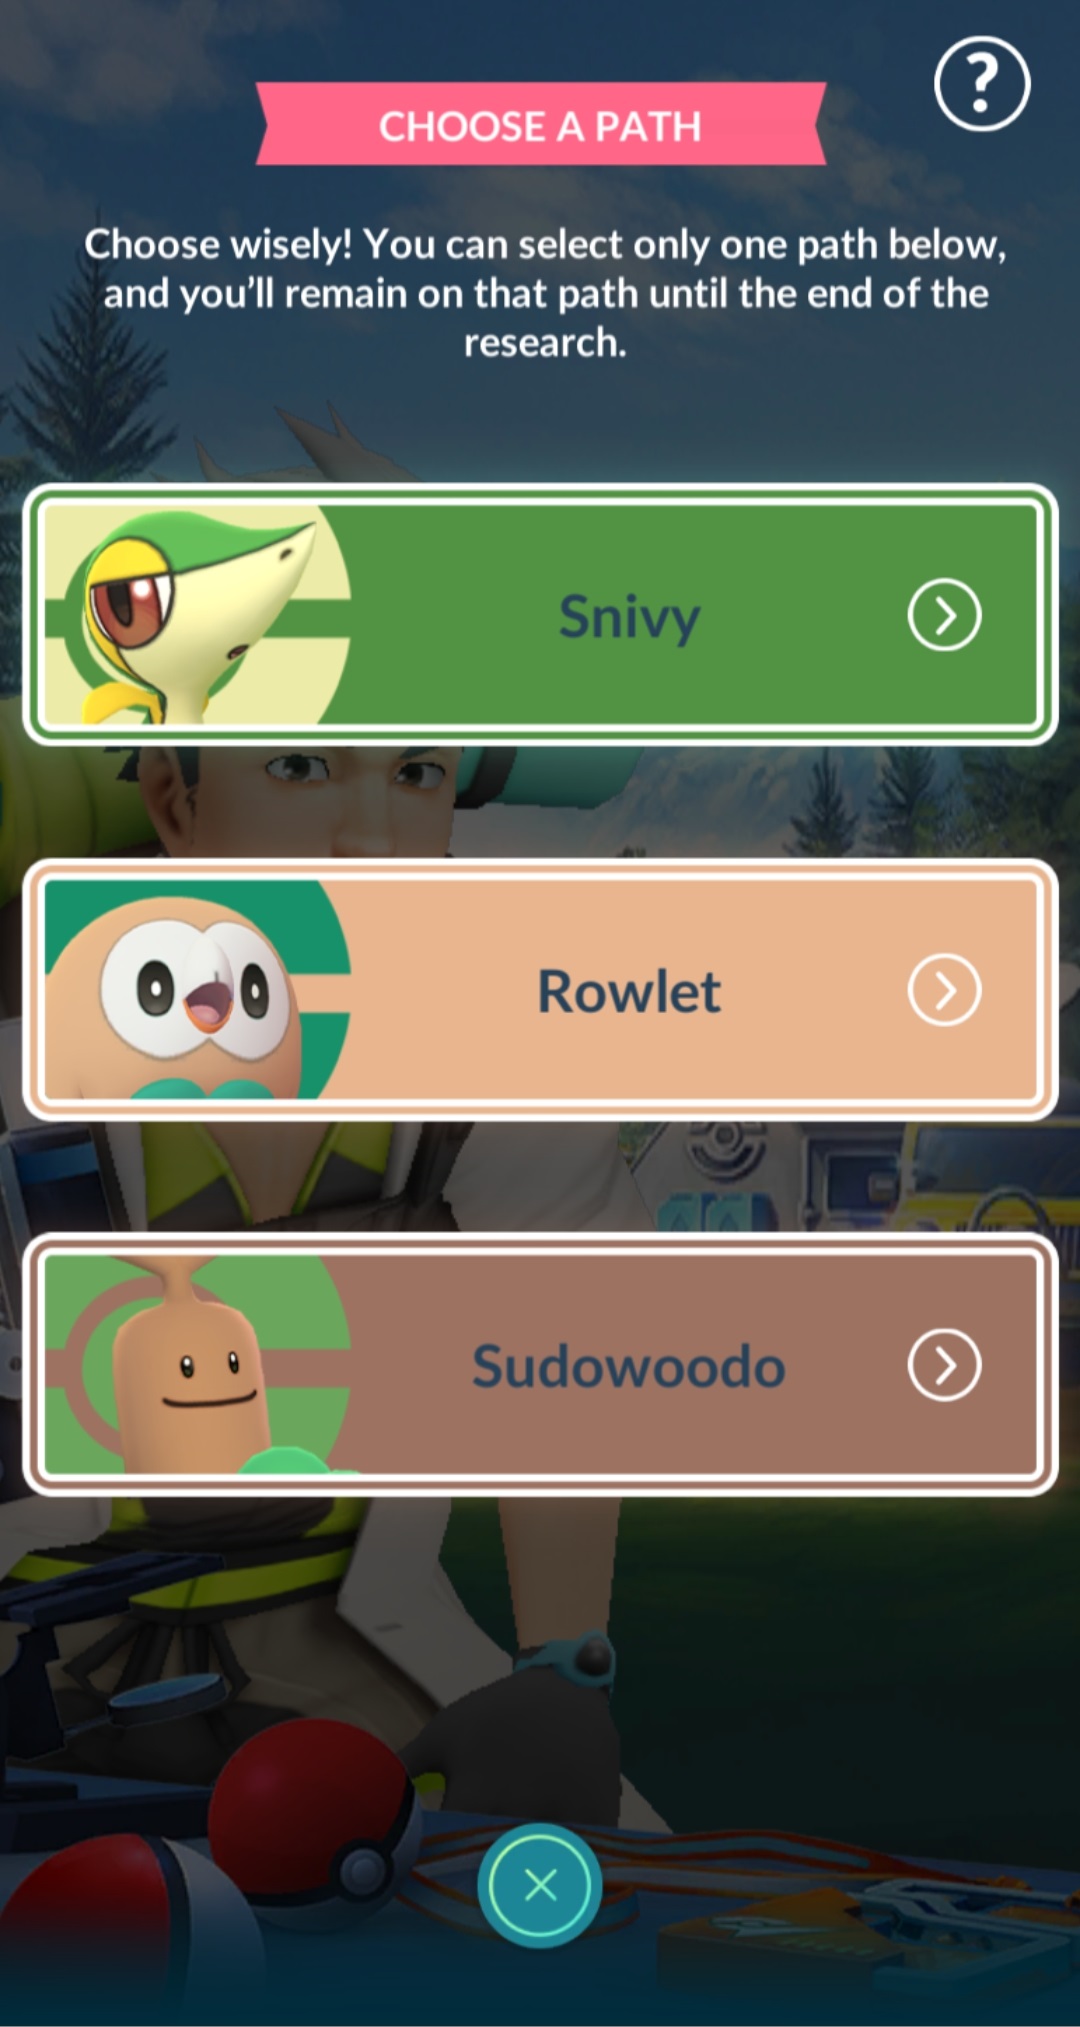 ?
CHOOSE A PATH
Choose wisely! You can select only one path below,
and you’ll remain on that path until the end of the
research.
Snivy
Rowlet
Sudowoodo